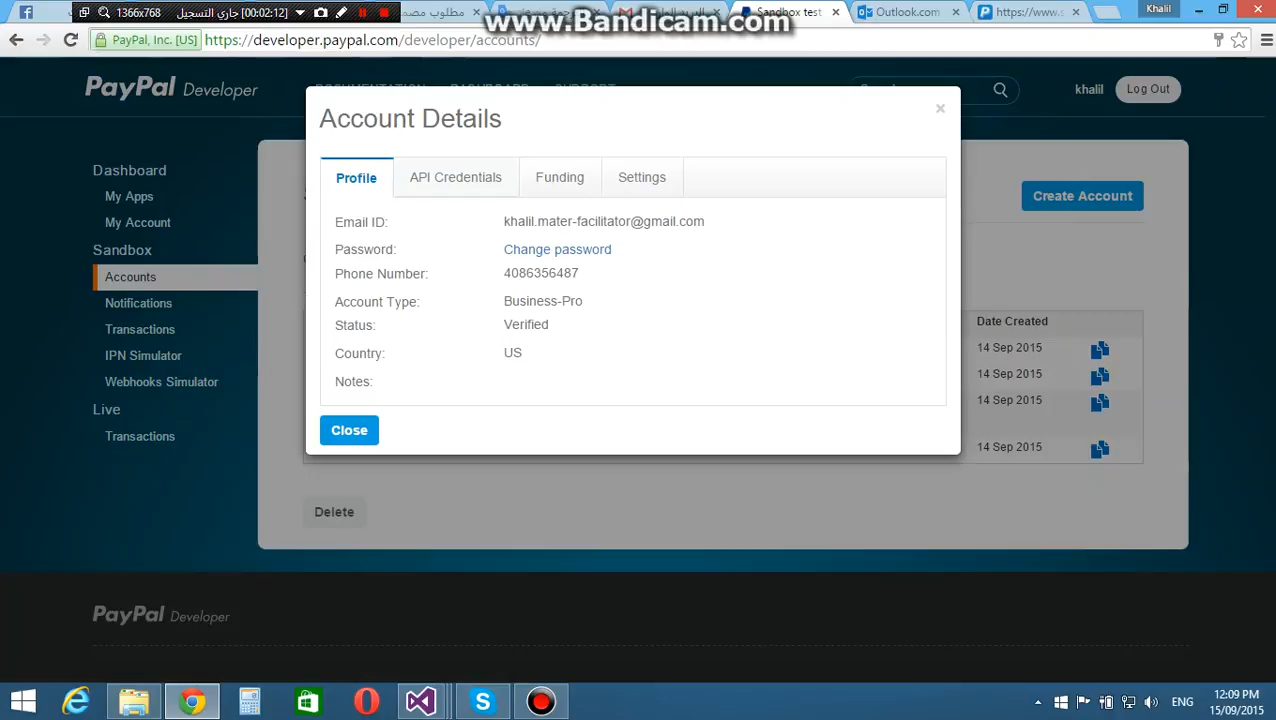 1366x768 [00:02:12] جاري التسجيل
www.Bandicam.com
مطلوب مص
Sandbox test
Outlook.com
https://www.s
Khalil
PayPal, Inc. [US] https://developer.paypal.com/developer/accounts/
PayPal Developer
khalil
Log Out
Account Details
×
Dashboard
My Apps
My Account
Sandbox
Accounts
Notifications
Transactions
IPN Simulator
Webhooks Simulator
Live
Transactions
Profile
API Credentials
Funding
Settings
Create Account
Email ID: khalil.mater-facilitator@gmail.com
Password: Change password
Phone Number: 4086356487
Account Type: Business-Pro
Status: Verified
Country: US
Notes:
Close
Date Created
14 Sep 2015
14 Sep 2015
14 Sep 2015
14 Sep 2015
Delete
PayPal Developer
ENG
12:09 PM
15/09/2015